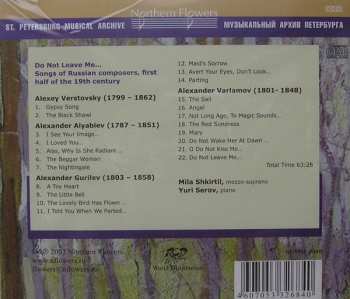 Northern Flowers
ST. PETERSBURG MUSICAL ARCHIVE
МУЗЫКАЛЬНЫЙ АРХИВ ПЕТЕРБУРГА
Do Not Leave Me...
Songs of Russian composers, first
half of the 19th century
Alexey Verstovsky (1799 – 1862)
1. Gypsy Song
2. The Black Shawl
Alexander Alyabiev (1787 – 1851)
3. I See Your Image...
4. I Loved You...
5. Alas, Why Is She Radiant...
6. The Beggar Woman
7. The Nightingale
Alexander Gurilev (1803 – 1858)
8. A Toy Heart
9. The Little Bell
10. The Lovely Bird Has Flown...
11. I Told You When We Parted...
12. Maid's Sorrow
13. Avert Your Eyes, Don't Look...
14. Parting
Alexander Varlamov (1801- 1848)
15. The Sail
16. Angel
17. Not Long Ago, To Magic Sounds...
18. The Red Sundress
19. Mary
20. Do Not Wake Her At Dawn...
21. O Do Not Kiss Me...
22. Do Not Leave Me...
Total Time 63:28
Mila Shkirtil, mezzo-soprano
Yuri Serov, piano
Northern Flowers
World Distribution
4607053326840